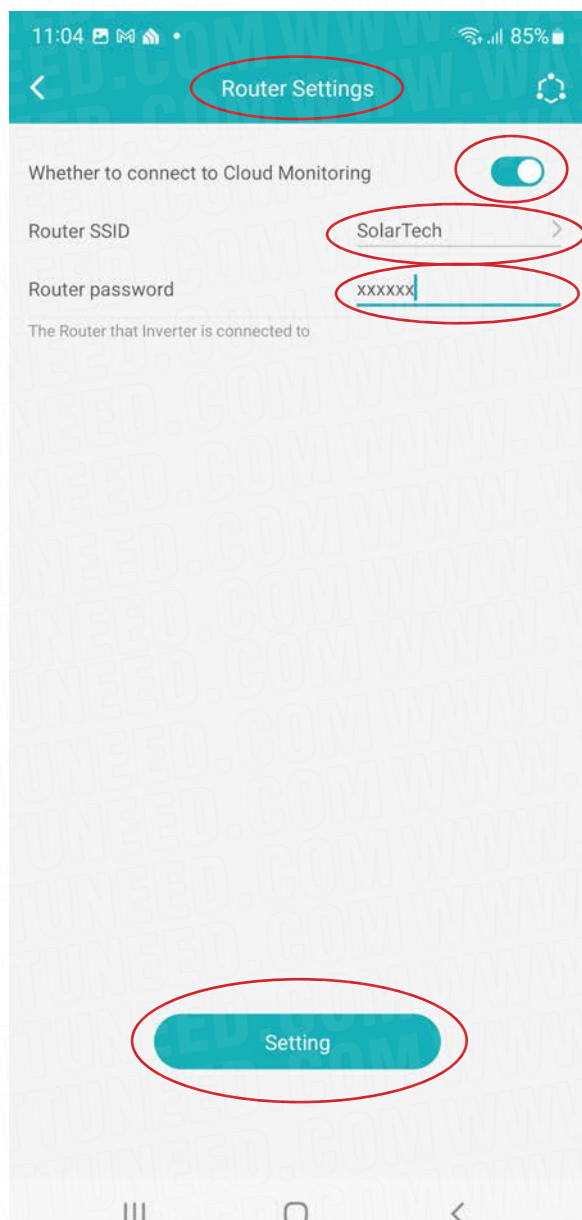 11:04 85%
Router Settings
Whether to connect to Cloud Monitoring
Router SSID SolarTech
Router password xxxxxx
The Router that Inverter is connected to
Setting